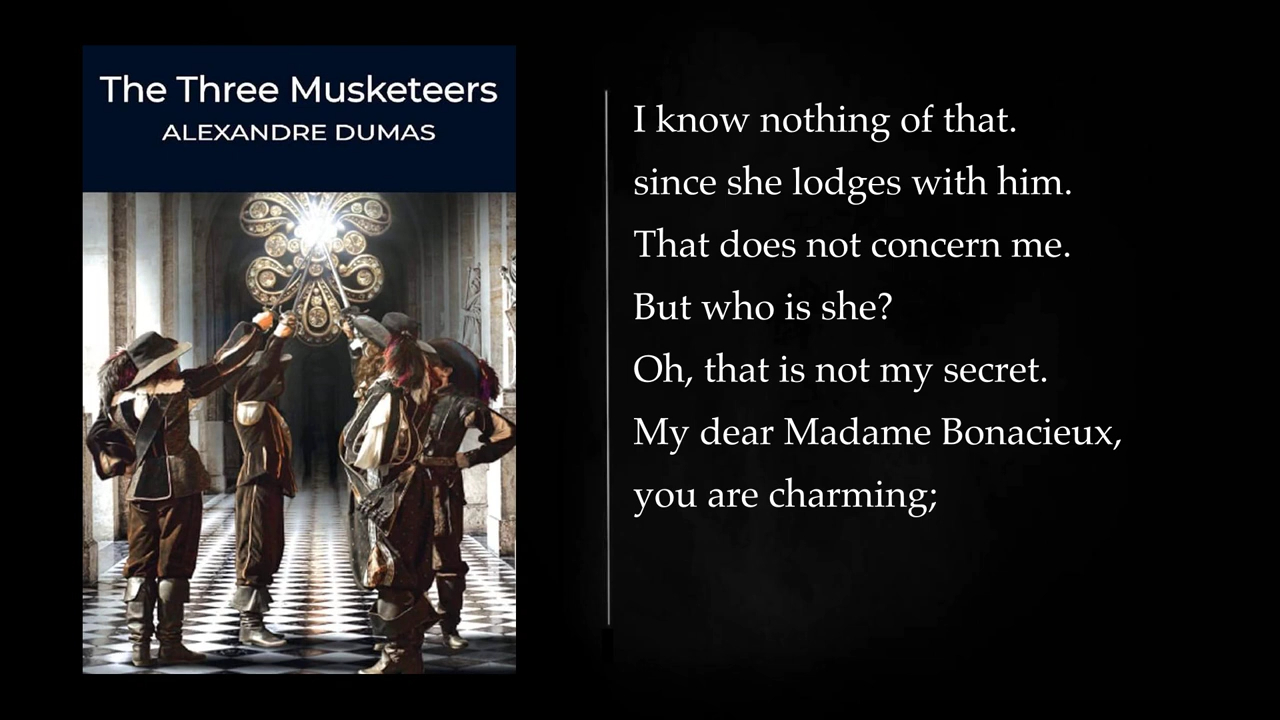 The Three Musketeers
ALEXANDRE DUMAS
I know nothing of that.
since she lodges with him.
That does not concern me.
But who is she?
Oh, that is not my secret.
My dear Madame Bonacieux,
you are charming;